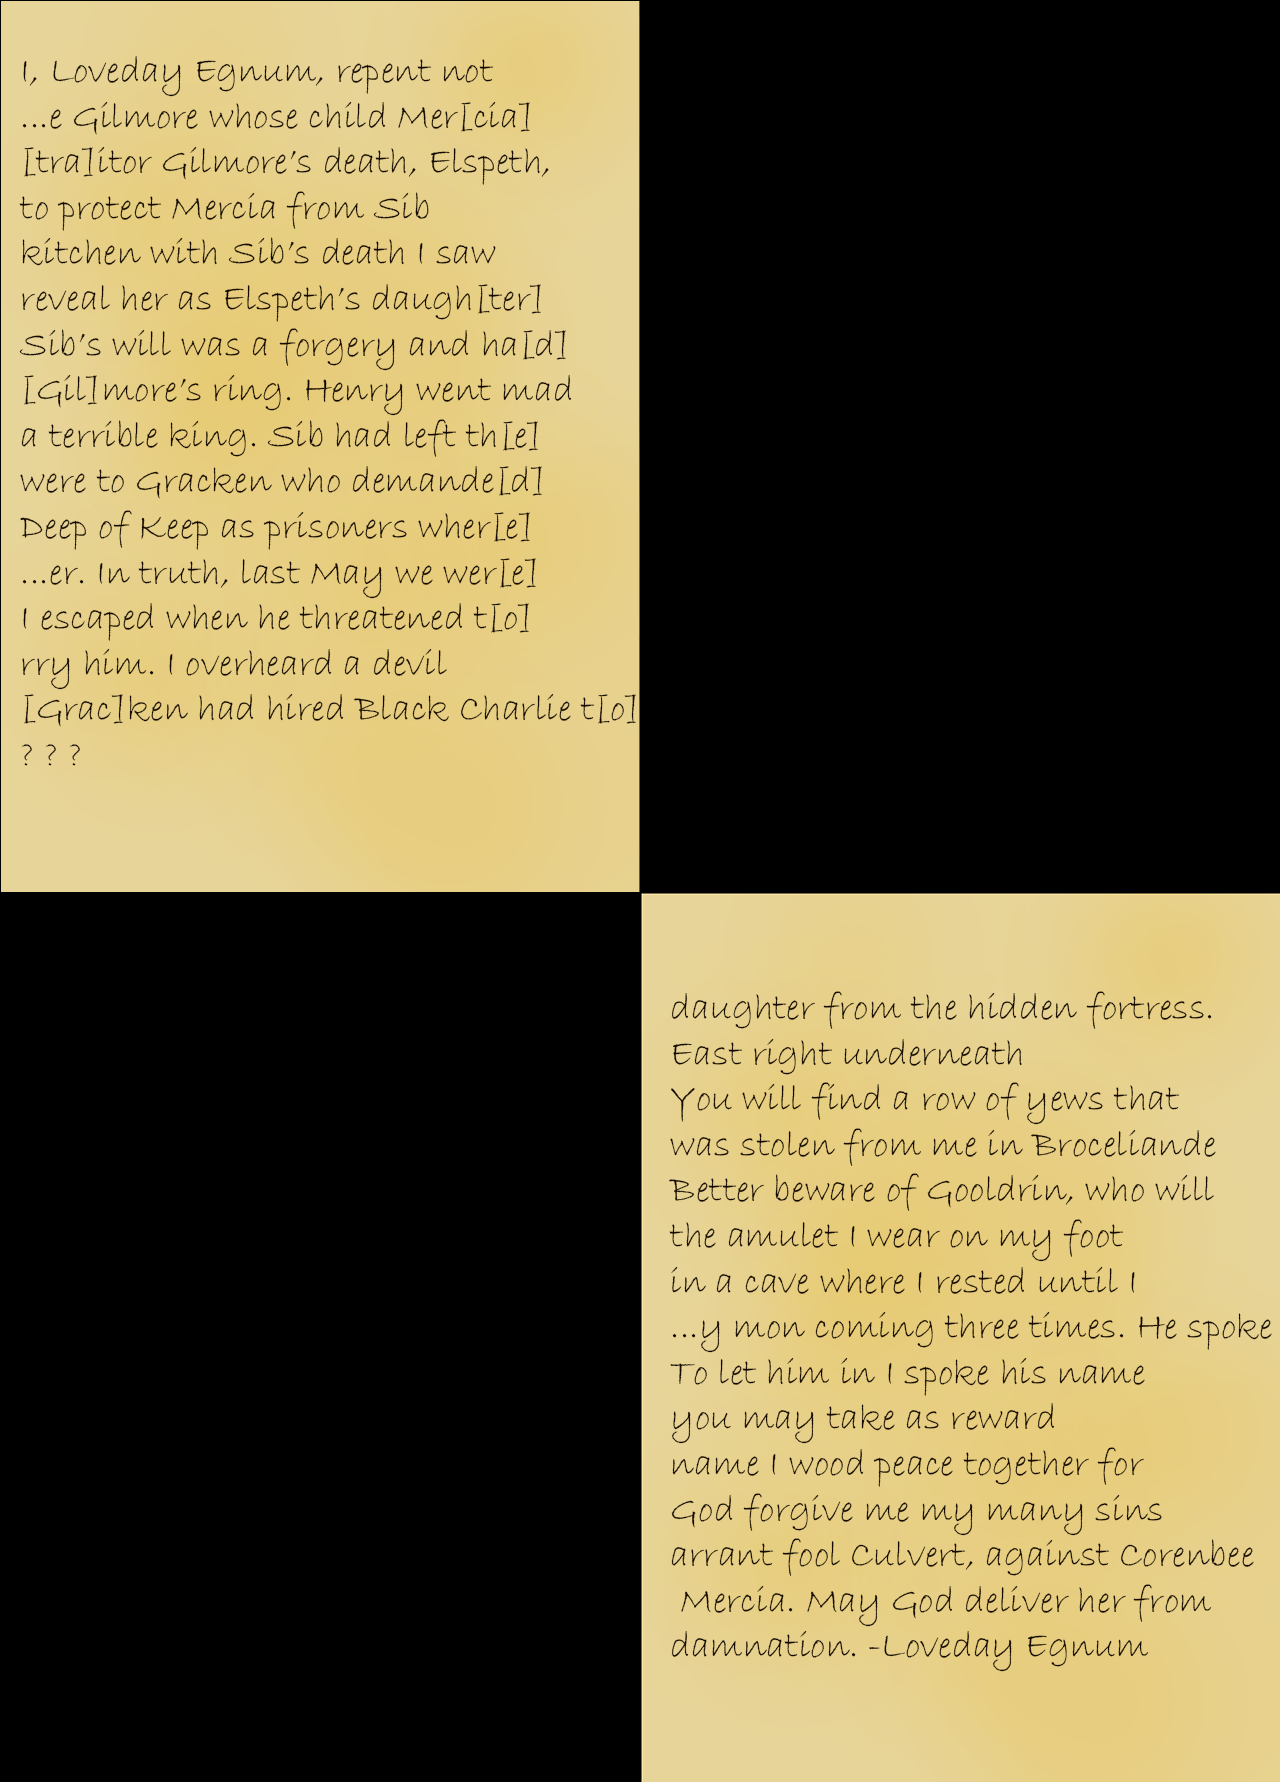 I, Loveday Egnum, repent not
...e Gilmore whose child Mer[cia]
[tra]itor Gilmore's death, Elspeth,
to protect Mercia from Sib
kitchen with Sib's death I saw
reveal her as Elspeth's daugh[ter]
Sib's will was a forgery and ha[d]
[Gil]more's ring. Henry went mad
a terrible king. Sib had left th[e]
were to Gracken who demande[d]
Deep of Keep as prisoners wher[e]
...er. In truth, last May we wer[e]
I escaped when he threatened t[o]
rry him. I overheard a devil
[Grac]ken had hired Black Charlie t[o]
? ? ?
daughter from the hidden fortress.
East right underneath
You will find a row of yews that
was stolen from me in Broceliande
Better beware of Gooldrin, who will
the amulet I wear on my foot
in a cave where I rested until I
...y mon coming three times. He spoke
To let him in I spoke his name
you may take as reward
name I wood peace together for
God forgive me my many sins
arrant fool Culvert, against Corenbee
Mercia. May God deliver her from
damnation. -Loveday Egnum